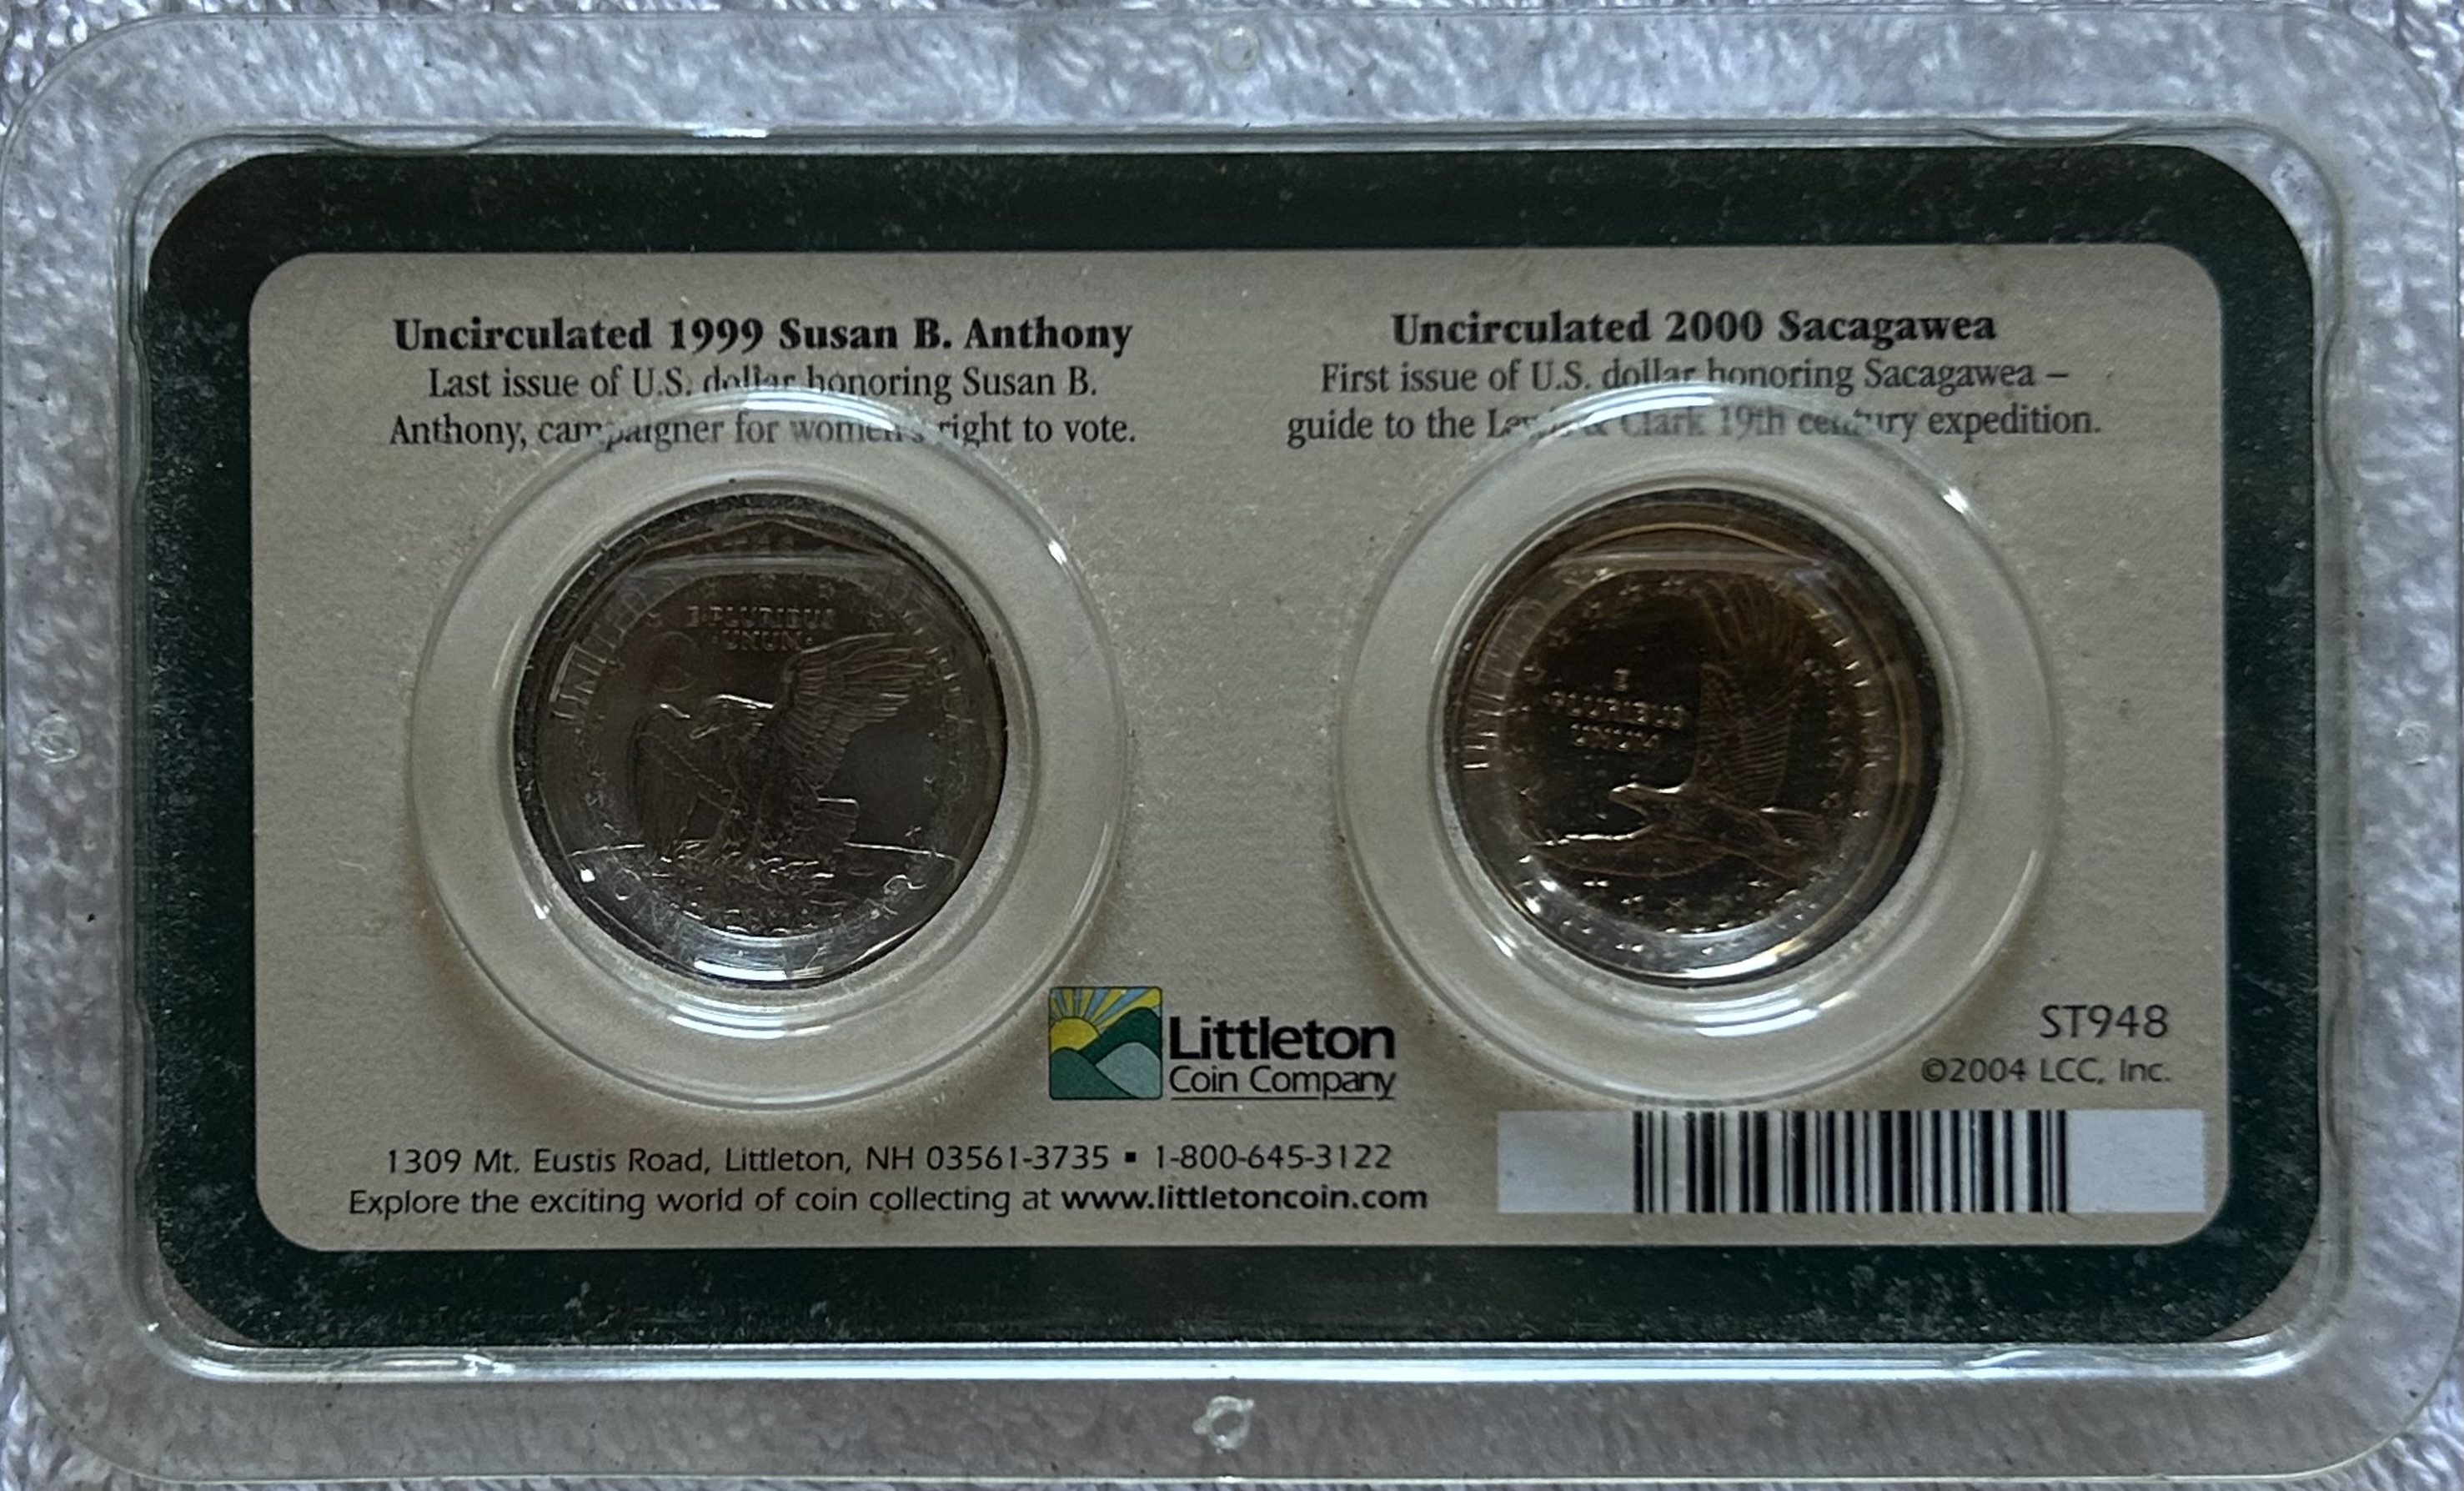 Uncirculated 1999 Susan B. Anthony
Last issue of U.S. dollar honoring Susan B.
Anthony, campaigner for women's right to vote.
Uncirculated 2000 Sacagawea
First issue of U.S. dollar honoring Sacagawea –
guide to the Lewis & Clark 19th century expedition.
UNITED
E·PLURIBUS
·UNUM·
UNITED
E
PLURIBUS
UNUM
Littleton
Coin Company
ST948
©2004 LCC, Inc.
1309 Mt. Eustis Road, Littleton, NH 03561-3735 ▪ 1-800-645-3122
Explore the exciting world of coin collecting at www.littletoncoin.com